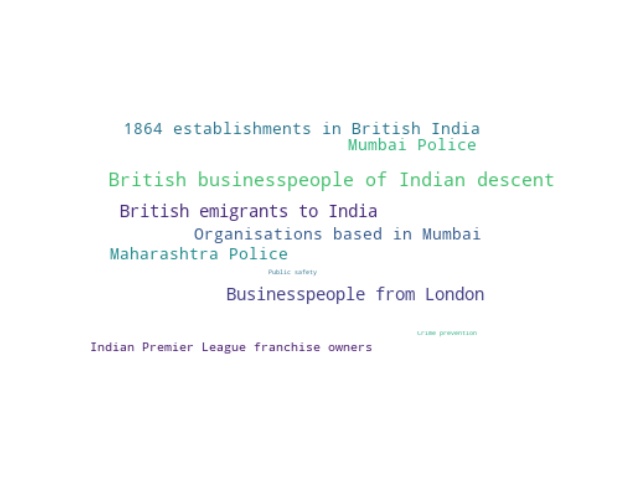 1864 establishments in British India
Mumbai Police
British businesspeople of Indian descent
British emigrants to India
Organisations based in Mumbai
Maharashtra Police
Public safety
Businesspeople from London
Crime prevention
Indian Premier League franchise owners